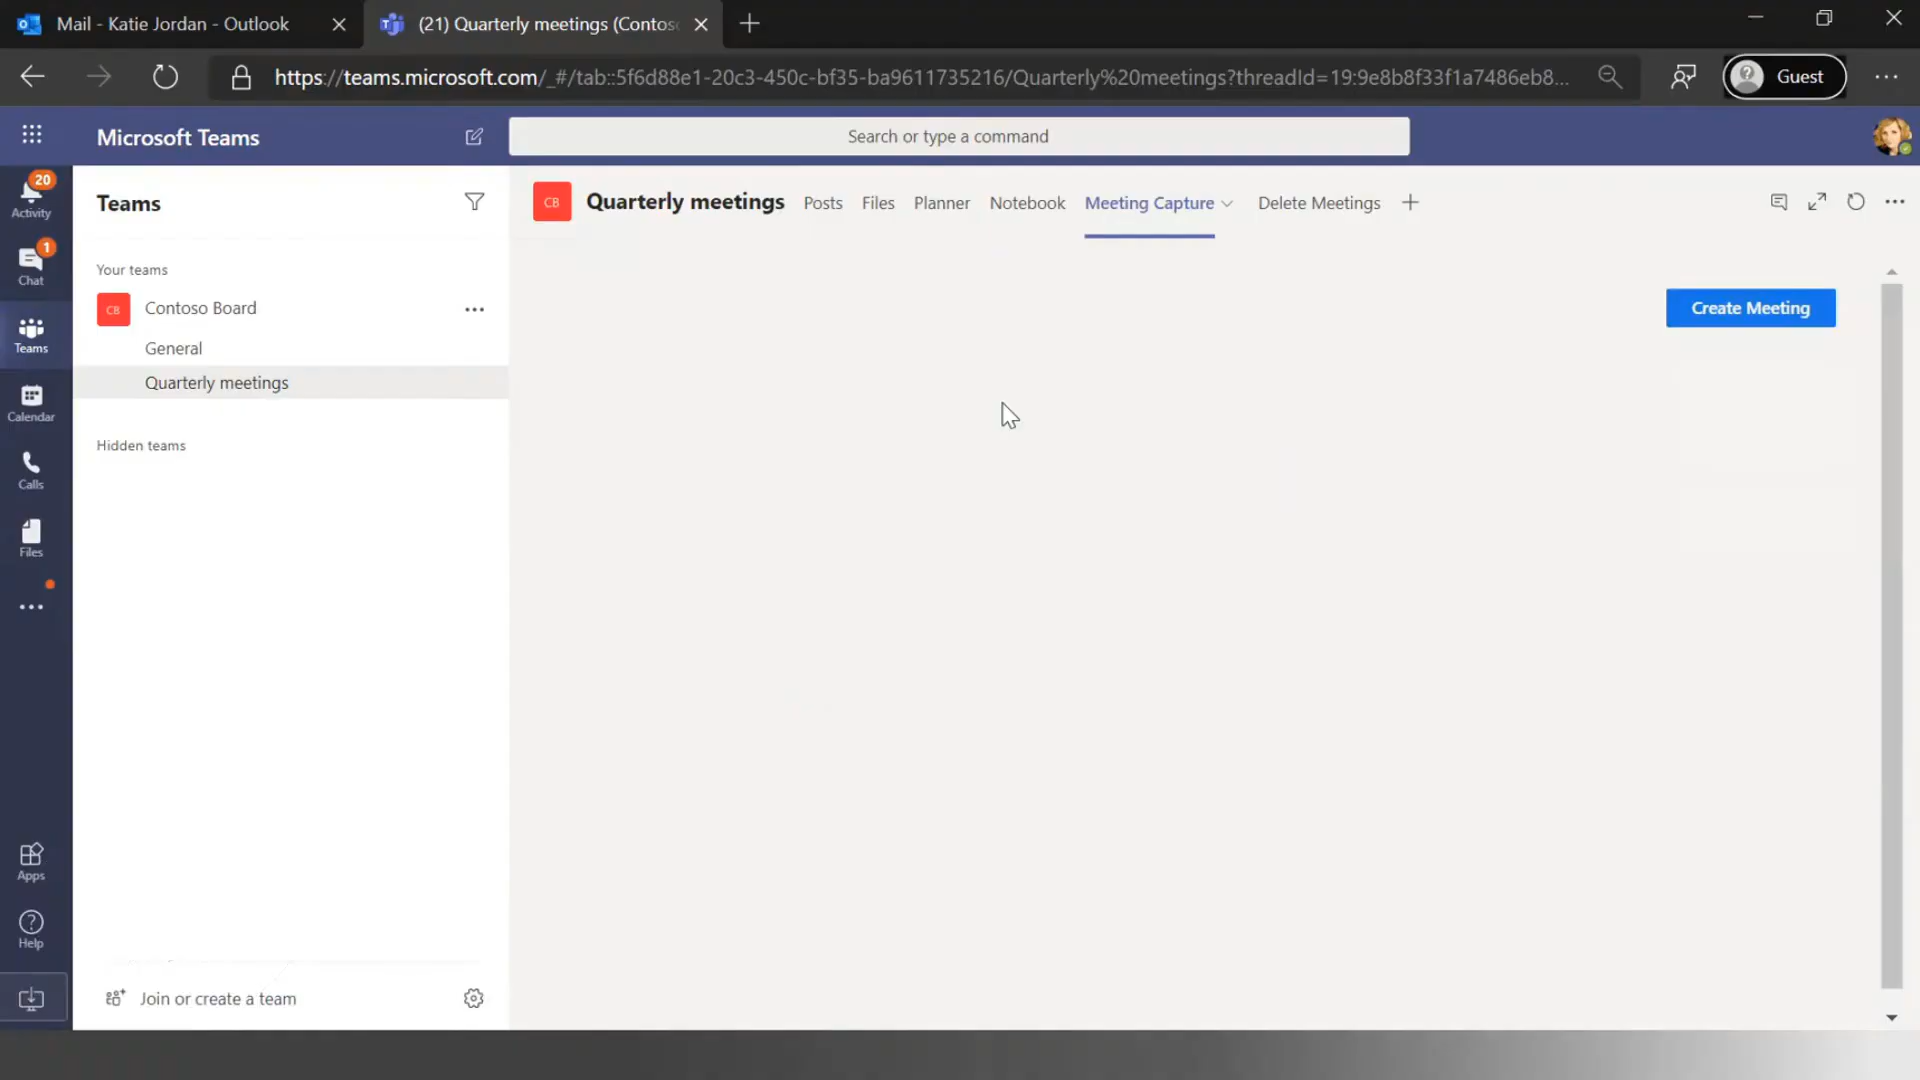 Mail - Katie Jordan - Outlook
(21) Quarterly meetings (Contos
https://teams.microsoft.com/_#/tab::5f6d88e1-20c3-450c-bf35-ba9611735216/Quarterly%20meetings?threadId=19:9e8b8f33f1a7486eb8...
Guest
Microsoft Teams
Search or type a command
20
Activity
1
Chat
Teams
Calendar
Calls
Files
Apps
Help
Teams
Your teams
CB
Contoso Board
General
Quarterly meetings
Hidden teams
Join or create a team
CB
Quarterly meetings
Posts
Files
Planner
Notebook
Meeting Capture
Delete Meetings
Create Meeting